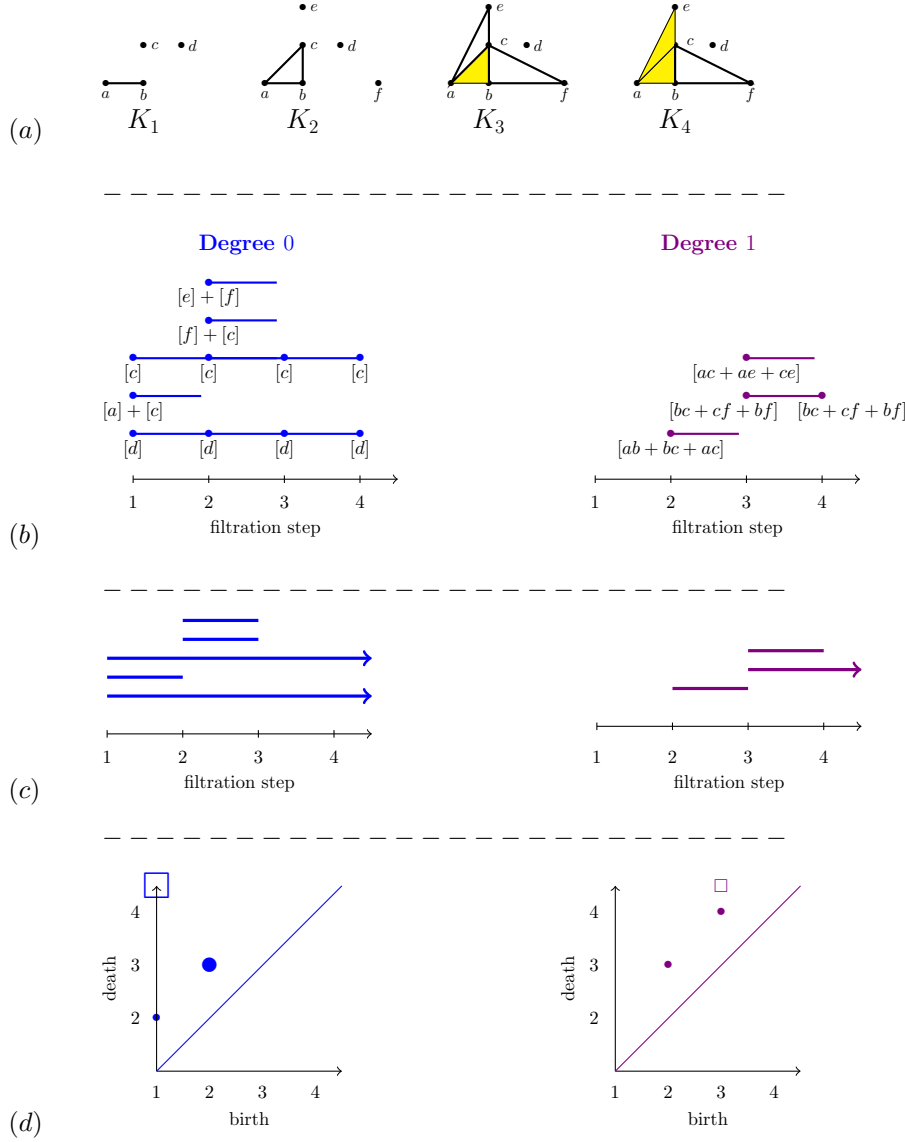 e e e
c d c d c d c d
a b a b f a b f a b f
(a) K₁ K₂ K₃ K₄
Degree 0 Degree 1
[e] + [f]
[f] + [c]
[c] [c] [c] [c] [ac + ae + ce]
[a] + [c] [bc + cf + bf] [bc + cf + bf]
[d] [d] [d] [d] [ab + bc + ac]
1 2 3 4 1 2 3 4
(b) filtration step filtration step
1 2 3 4 1 2 3 4
(c) filtration step filtration step
4 4
3 3
death death
2 2
1 2 3 4 1 2 3 4
(d) birth birth